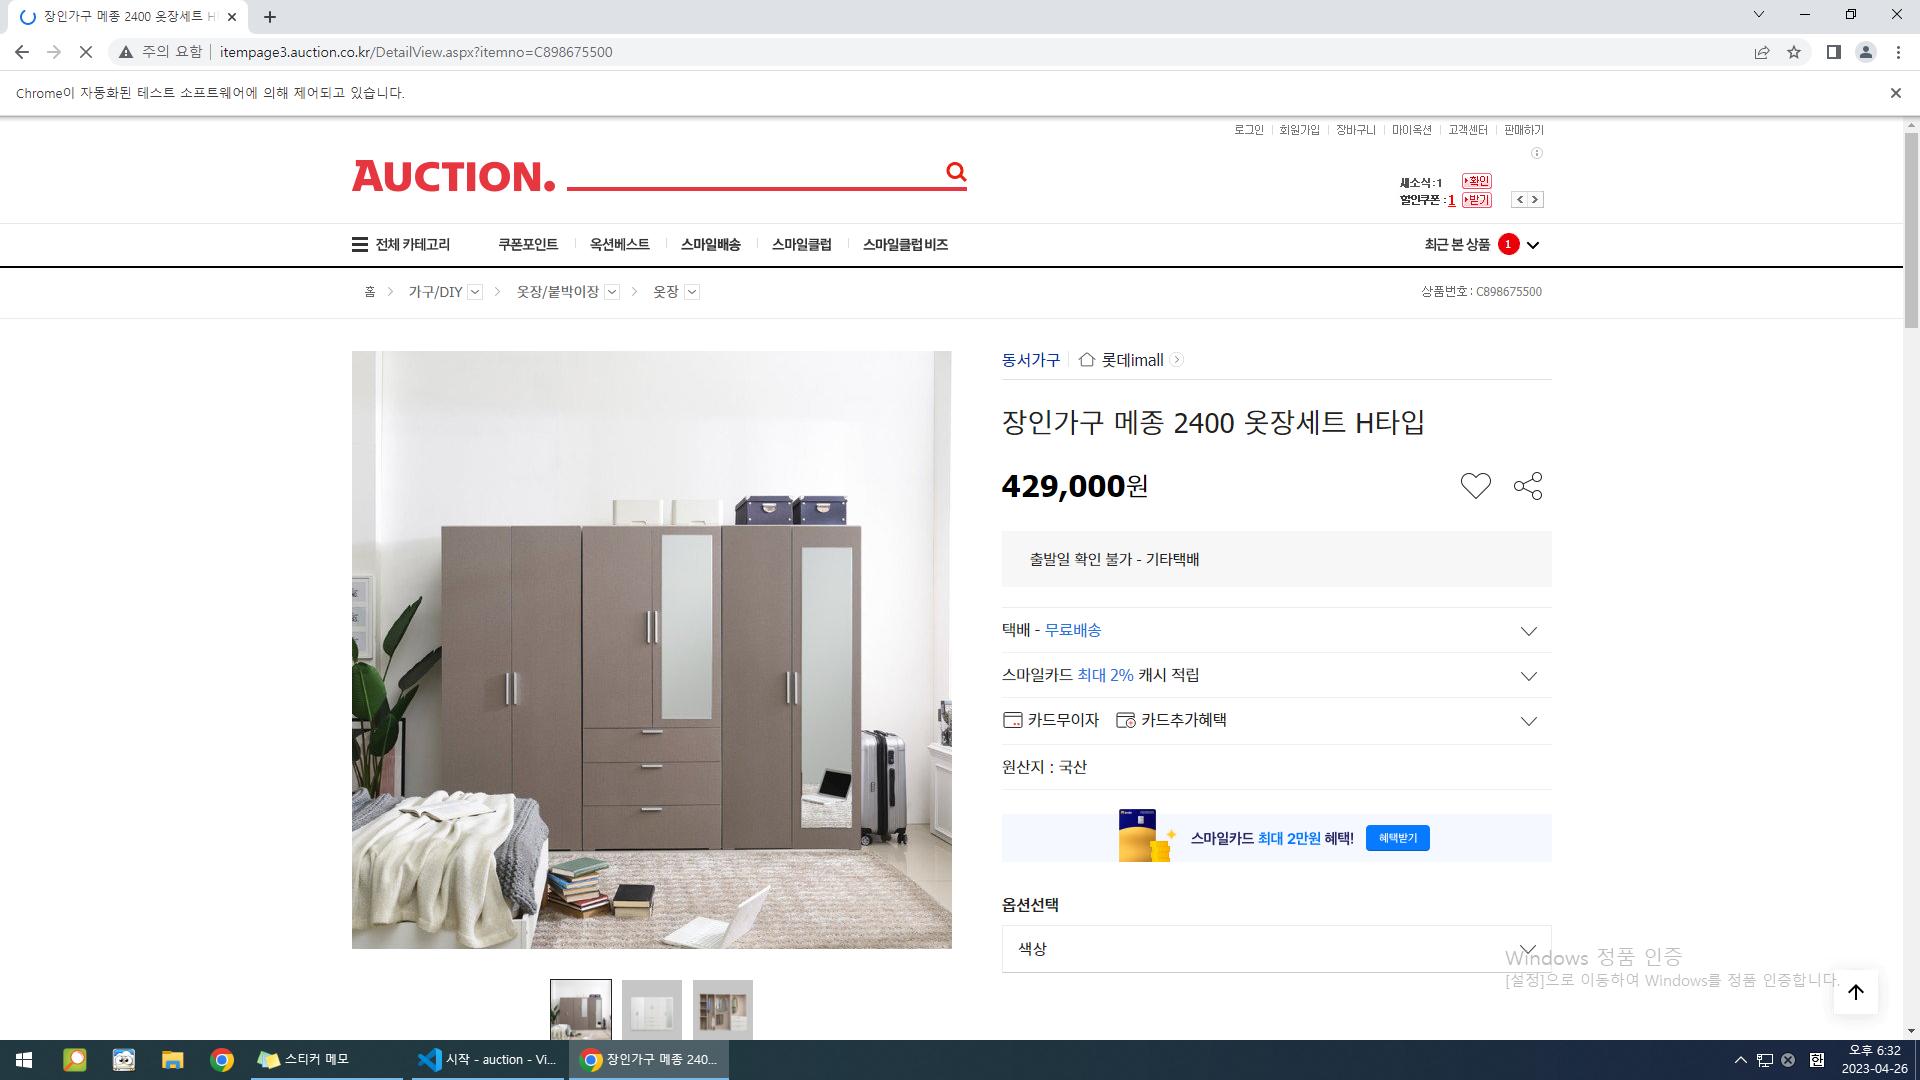 장인가구 메종 2400 옷장세트 H
주의 요함 itempage3.auction.co.kr/DetailView.aspx?itemno=C898675500
Chrome이 자동화된 테스트 소프트웨어에 의해 제어되고 있습니다.
로그인 회원가입 장바구니 마이옥션 고객센터 판매하기
AUCTION.
새소식:1 확인
할인쿠폰:1 받기
전체 카테고리 쿠폰포인트 옥션베스트 스마일배송 스마일클럽 스마일클럽 비즈 최근 본 상품 1
홈 가구/DIY 옷장/붙박이장 옷장 상품번호 : C898675500
동서가구 롯데imall
장인가구 메종 2400 옷장세트 H타입
429,000원
출발일 확인 불가 - 기타택배
택배 - 무료배송
스마일카드 최대 2% 캐시 적립
카드무이자 카드추가혜택
원산지 : 국산
스마일카드 최대 2만원 혜택! 혜택받기
옵션선택
색상
Windows 정품 인증
[설정]으로 이동하여 Windows를 정품 인증합니다.
스티커 메모 시작 - auction - Vi... 장인가구 메종 240... 한 오후 6:32
2023-04-26